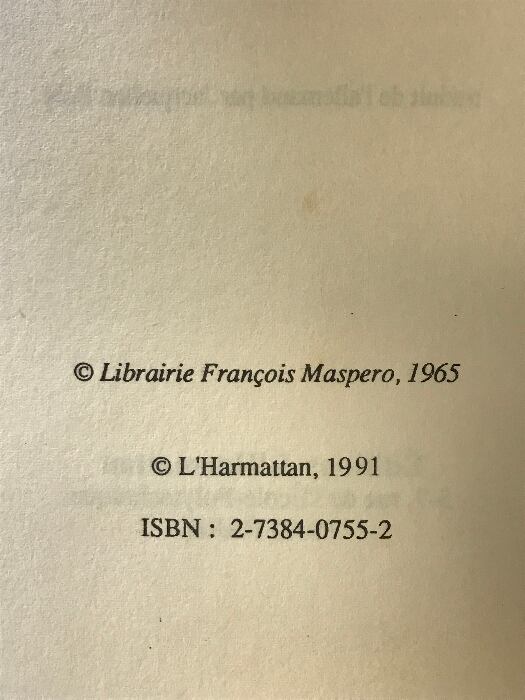 © Librairie François Maspero, 1965
© L'Harmattan, 1991
ISBN : 2-7384-0755-2